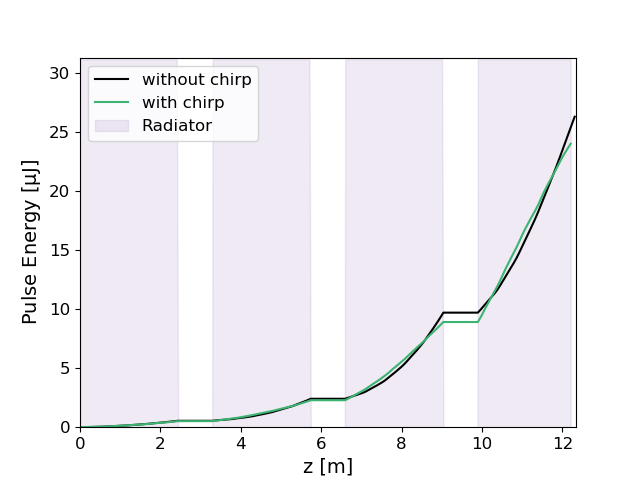 without chirp
with chirp
Radiator
30
25
20
15
10
5
0
Pulse Energy [µJ]
0 2 4 6 8 10 12
z [m]